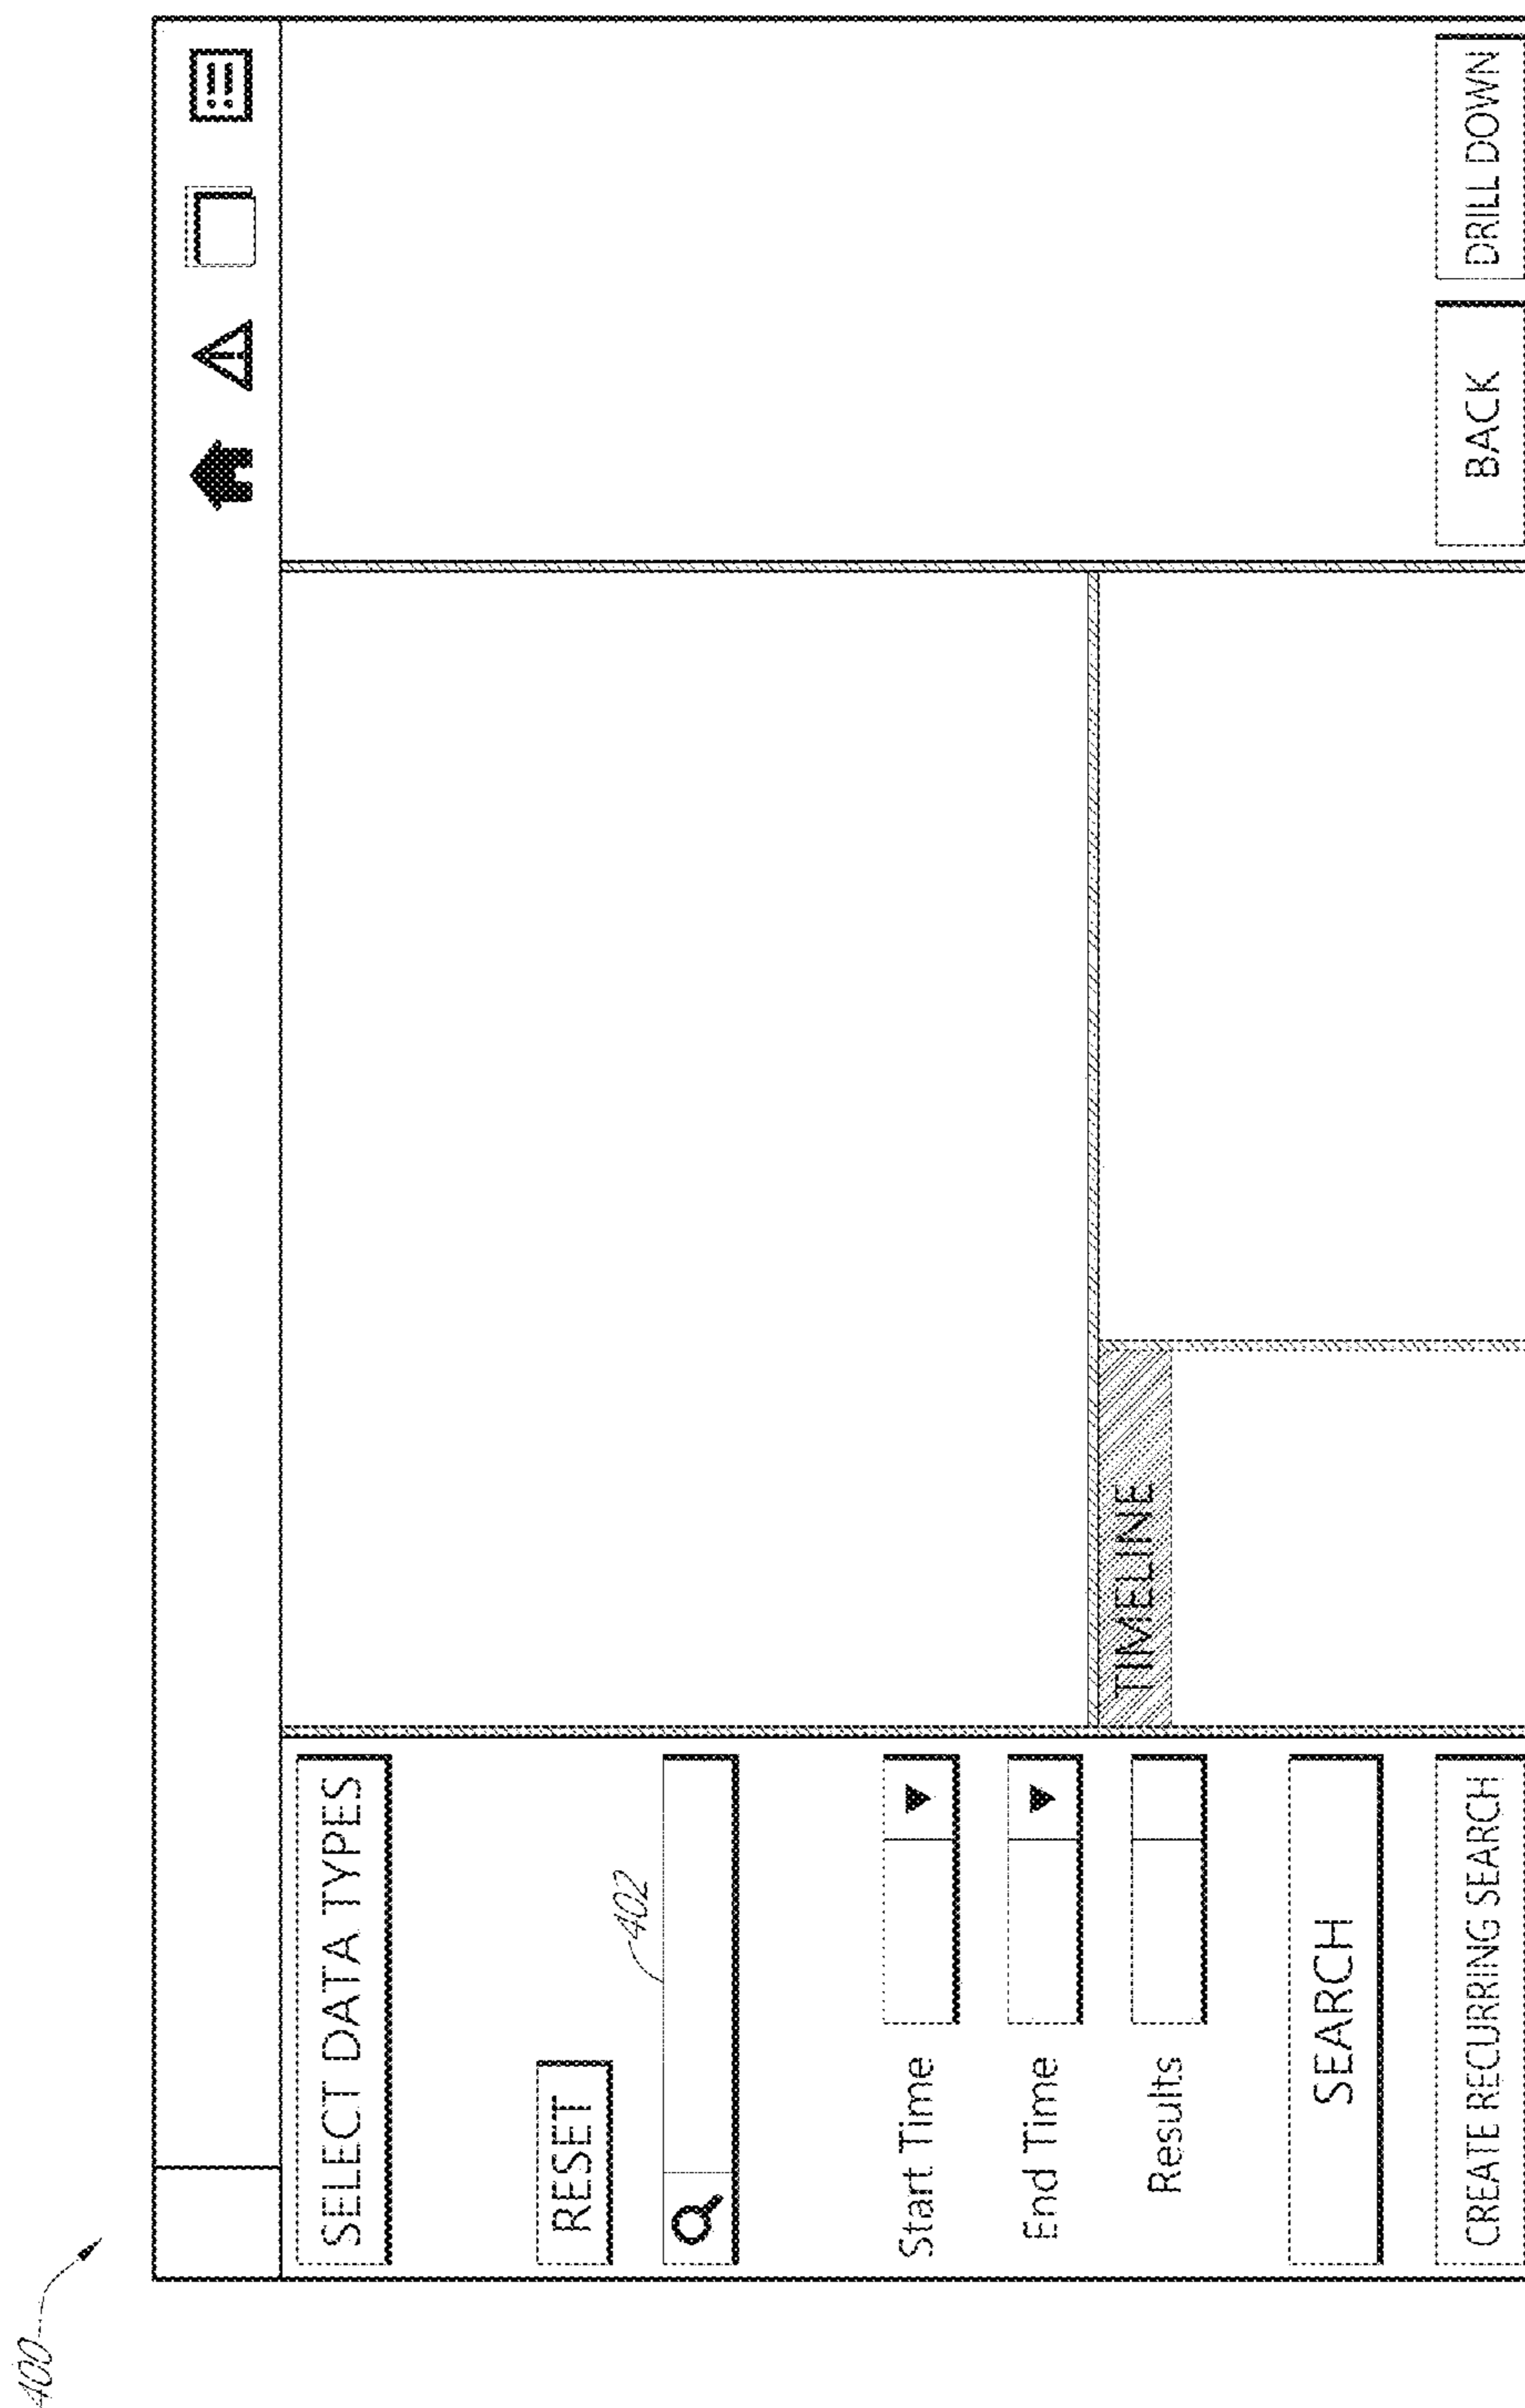 400
SELECT DATA TYPES
RESET
402
Start Time
End Time
Results
SEARCH
CREATE RECURRING SEARCH
TIMELINE
BACK
DRILL DOWN